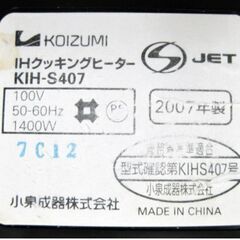 KOIZUMI
S JET
IHクッキングヒーター
KIH-S407
100V
50-60Hz
1400W
PC
2007年製
7C12
型式確認第KIHS407号
小泉成器株式会社
小泉成器株式会社
MADE IN CHINA